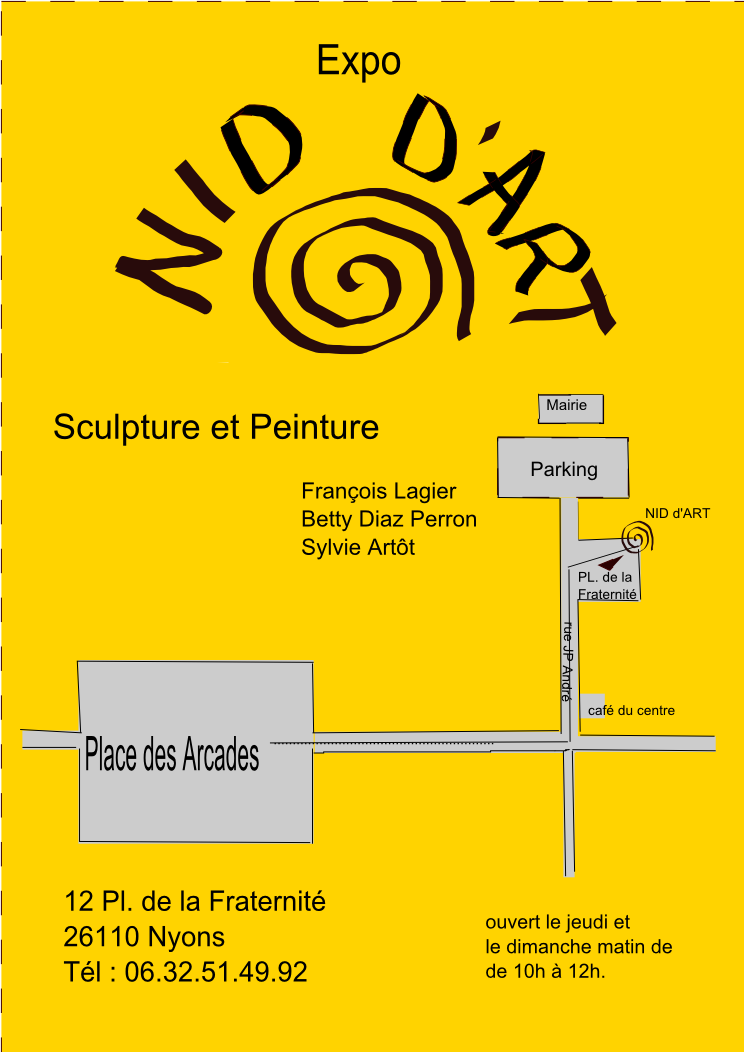 Expo
NID D'ART
Sculpture et Peinture
Mairie
Parking
François Lagier
Betty Diaz Perron
Sylvie Artôt
NID d'ART
PL. de la
Fraternité
rue JP André
café du centre
Place des Arcades
12 Pl. de la Fraternité
26110 Nyons
Tél : 06.32.51.49.92
ouvert le jeudi et
le dimanche matin de
de 10h à 12h.